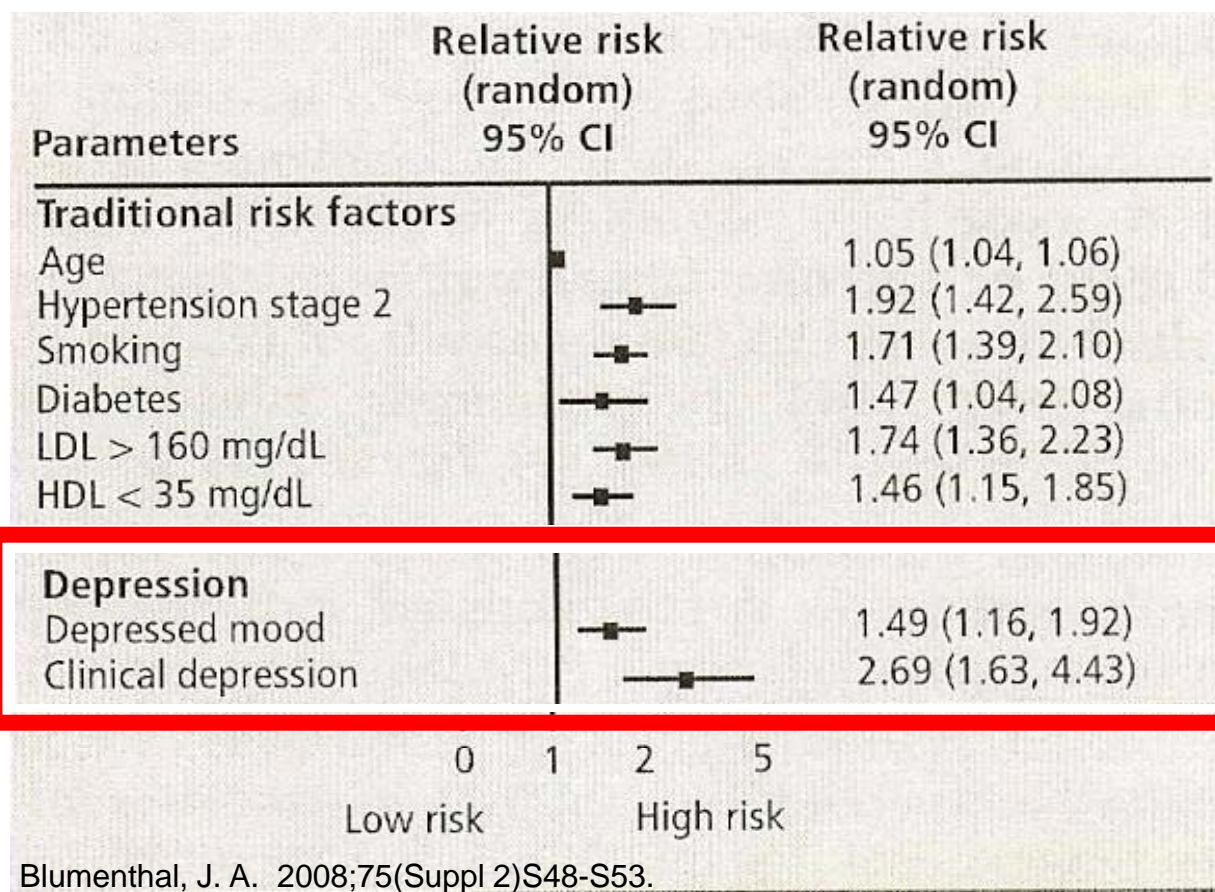 Relative risk Relative risk
(random) (random)
Parameters 95% CI 95% CI
Traditional risk factors
Age 1.05 (1.04, 1.06)
Hypertension stage 2 1.92 (1.42, 2.59)
Smoking 1.71 (1.39, 2.10)
Diabetes 1.47 (1.04, 2.08)
LDL > 160 mg/dL 1.74 (1.36, 2.23)
HDL < 35 mg/dL 1.46 (1.15, 1.85)
Depression
Depressed mood 1.49 (1.16, 1.92)
Clinical depression 2.69 (1.63, 4.43)
0 1 2 5
Low risk High risk
Blumenthal, J. A. 2008;75(Suppl 2)S48-S53.